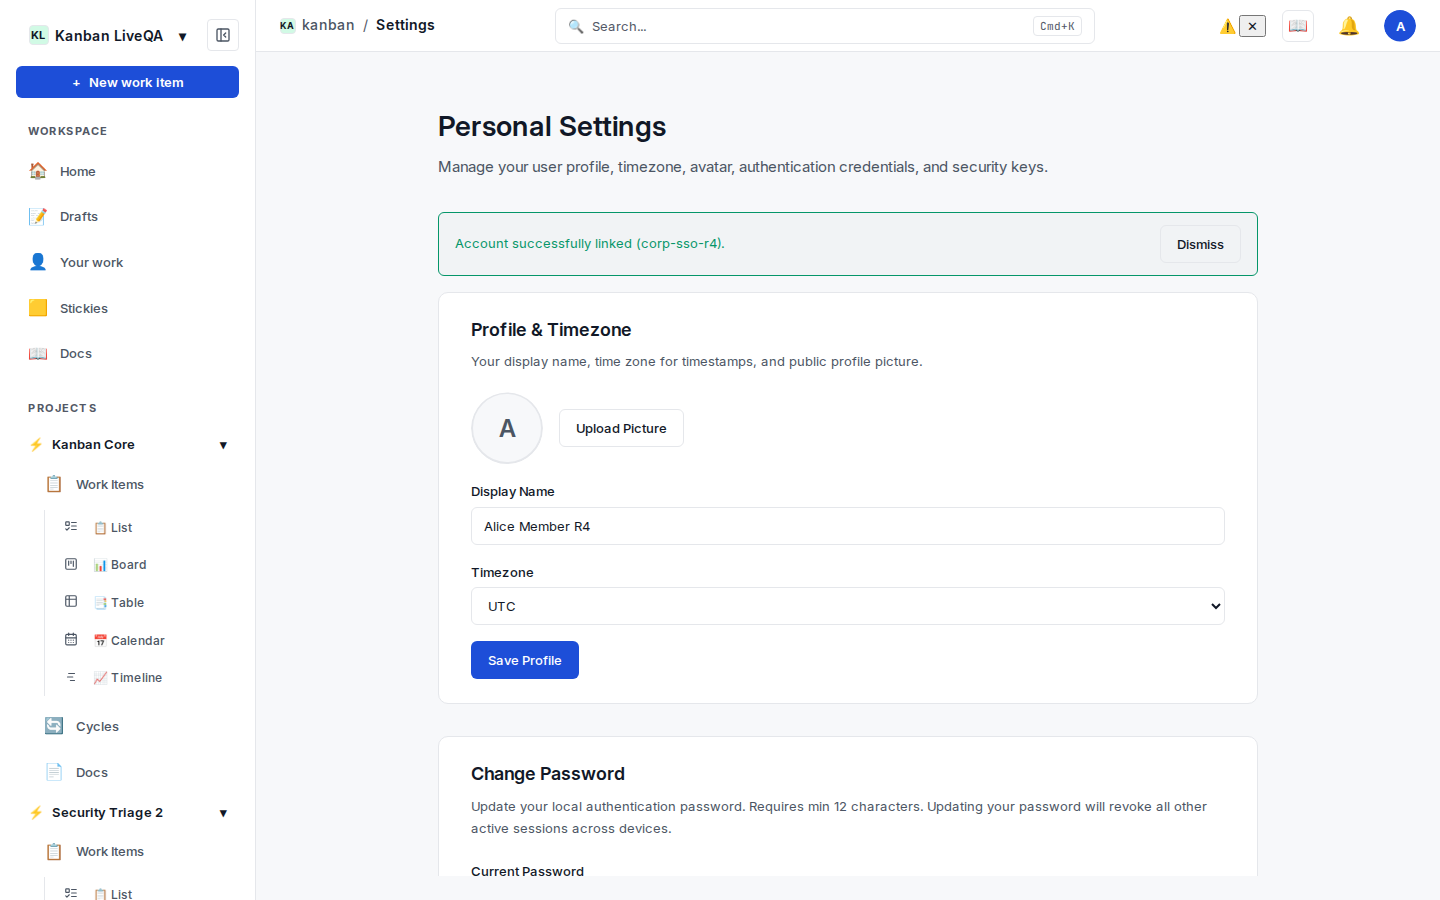 KL Kanban LiveQA ▾
+ New work item
WORKSPACE
Home
Drafts
Your work
Stickies
Docs
PROJECTS
Kanban Core ▾
Work Items
List
Board
Table
Calendar
Timeline
Cycles
Docs
Security Triage 2 ▾
Work Items
List
KA kanban / Settings
Search...
Cmd+K
✕
A
Personal Settings
Manage your user profile, timezone, avatar, authentication credentials, and security keys.
Account successfully linked (corp-sso-r4).
Dismiss
Profile & Timezone
Your display name, time zone for timestamps, and public profile picture.
A
Upload Picture
Display Name
Alice Member R4
Timezone
UTC
Save Profile
Change Password
Update your local authentication password. Requires min 12 characters. Updating your password will revoke all other
active sessions across devices.
Current Password